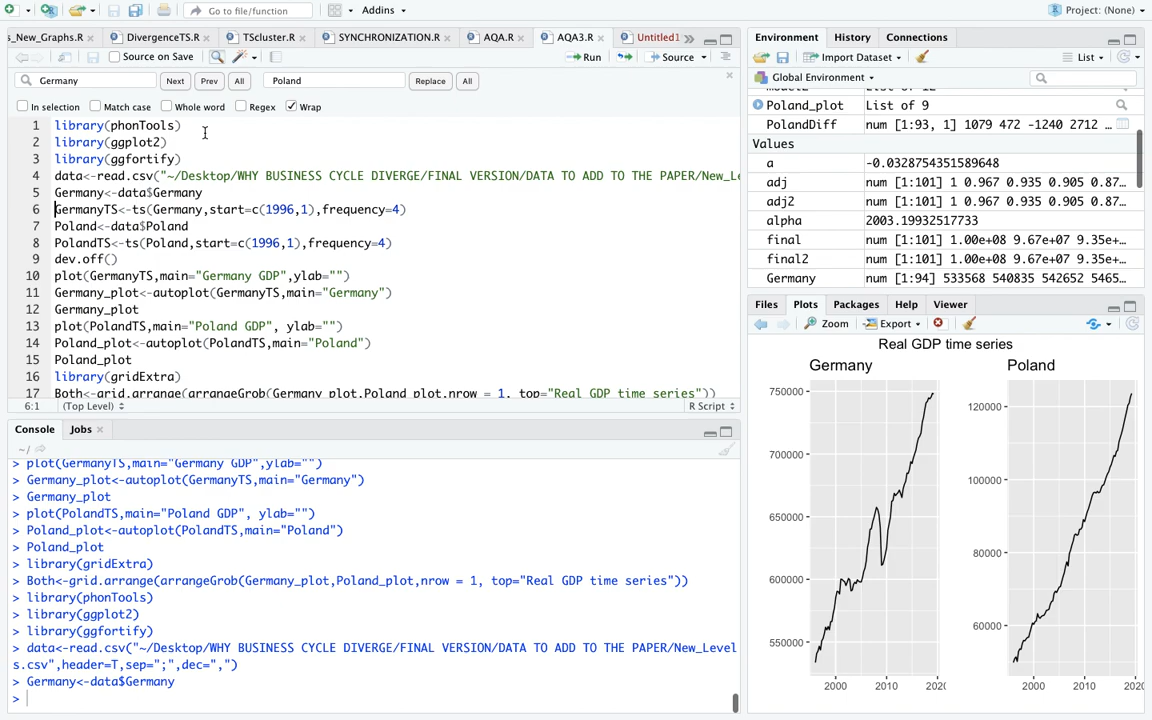 Go to file/function
Addins
Project: (None)
s_New_Graphs.R
DivergenceTS.R
TScluster.R
SYNCHRONIZATION.R
AQA.R
AQA3.R
Untitled1
Source on Save
Run
Source
Germany
Next
Prev
All
Poland
Replace
All
In selection
Match case
Whole word
Regex
Wrap
1 library(phonTools)
2 library(ggplot2)
3 library(ggfortify)
4 data<-read.csv("~/Desktop/WHY BUSINESS CYCLE DIVERGE/FINAL VERSION/DATA TO ADD TO THE PAPER/New_Le
5 Germany<-data$Germany
6 GermanyTS<-ts(Germany,start=c(1996,1),frequency=4)
7 Poland<-data$Poland
8 PolandTS<-ts(Poland,start=c(1996,1),frequency=4)
9 dev.off()
10 plot(GermanyTS,main="Germany GDP",ylab="")
11 Germany_plot<-autoplot(GermanyTS,main="Germany")
12 Germany_plot
13 plot(PolandTS,main="Poland GDP", ylab="")
14 Poland_plot<-autoplot(PolandTS,main="Poland")
15 Poland_plot
16 library(gridExtra)
17 Both<-grid.arrange(arrangeGrob(Germany_plot,Poland_plot,nrow = 1, top="Real GDP time series"))
6:1 (Top Level)
R Script
Console
Jobs
~/
> plot(GermanyTS,main="Germany GDP",ylab="")
> Germany_plot<-autoplot(GermanyTS,main="Germany")
> Germany_plot
> plot(PolandTS,main="Poland GDP", ylab="")
> Poland_plot<-autoplot(PolandTS,main="Poland")
> Poland_plot
> library(gridExtra)
> Both<-grid.arrange(arrangeGrob(Germany_plot,Poland_plot,nrow = 1, top="Real GDP time series"))
> library(phonTools)
> library(ggplot2)
> library(ggfortify)
> data<-read.csv("~/Desktop/WHY BUSINESS CYCLE DIVERGE/FINAL VERSION/DATA TO ADD TO THE PAPER/New_Level
s.csv",header=T,sep=";",dec=",")
> Germany<-data$Germany
>
Environment
History
Connections
Import Dataset
List
Global Environment
Poland_plot List of 9
PolandDiff num [1:93, 1] 1079 472 -1240 2712 …
Values
a -0.0328754351589648
adj num [1:101] 1 0.967 0.935 0.905 0.87…
adj2 num [1:101] 1 0.967 0.935 0.905 0.87…
alpha 2003.19932517733
final num [1:101] 1.00e+08 9.67e+07 9.35e+…
final2 num [1:101] 1.00e+08 9.67e+07 9.35e+…
Germany num [1:94] 533568 540835 542652 5465…
Files
Plots
Packages
Help
Viewer
Zoom
Export
Real GDP time series
Germany
750000
700000
650000
600000
550000
2000
2010
202
Poland
120000
100000
80000
60000
2000
2010
2020